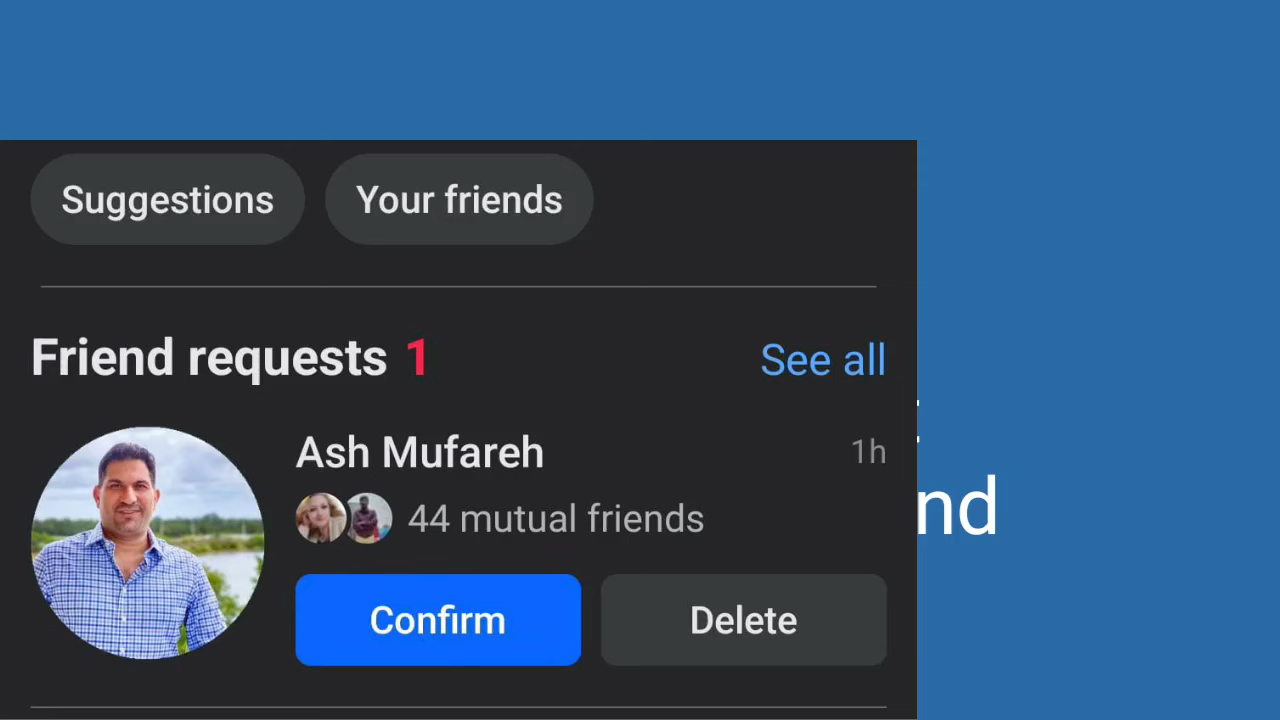 Suggestions
Your friends
Friend requests 1
See all
Ash Mufareh
1h
44 mutual friends
nd
Confirm
Delete